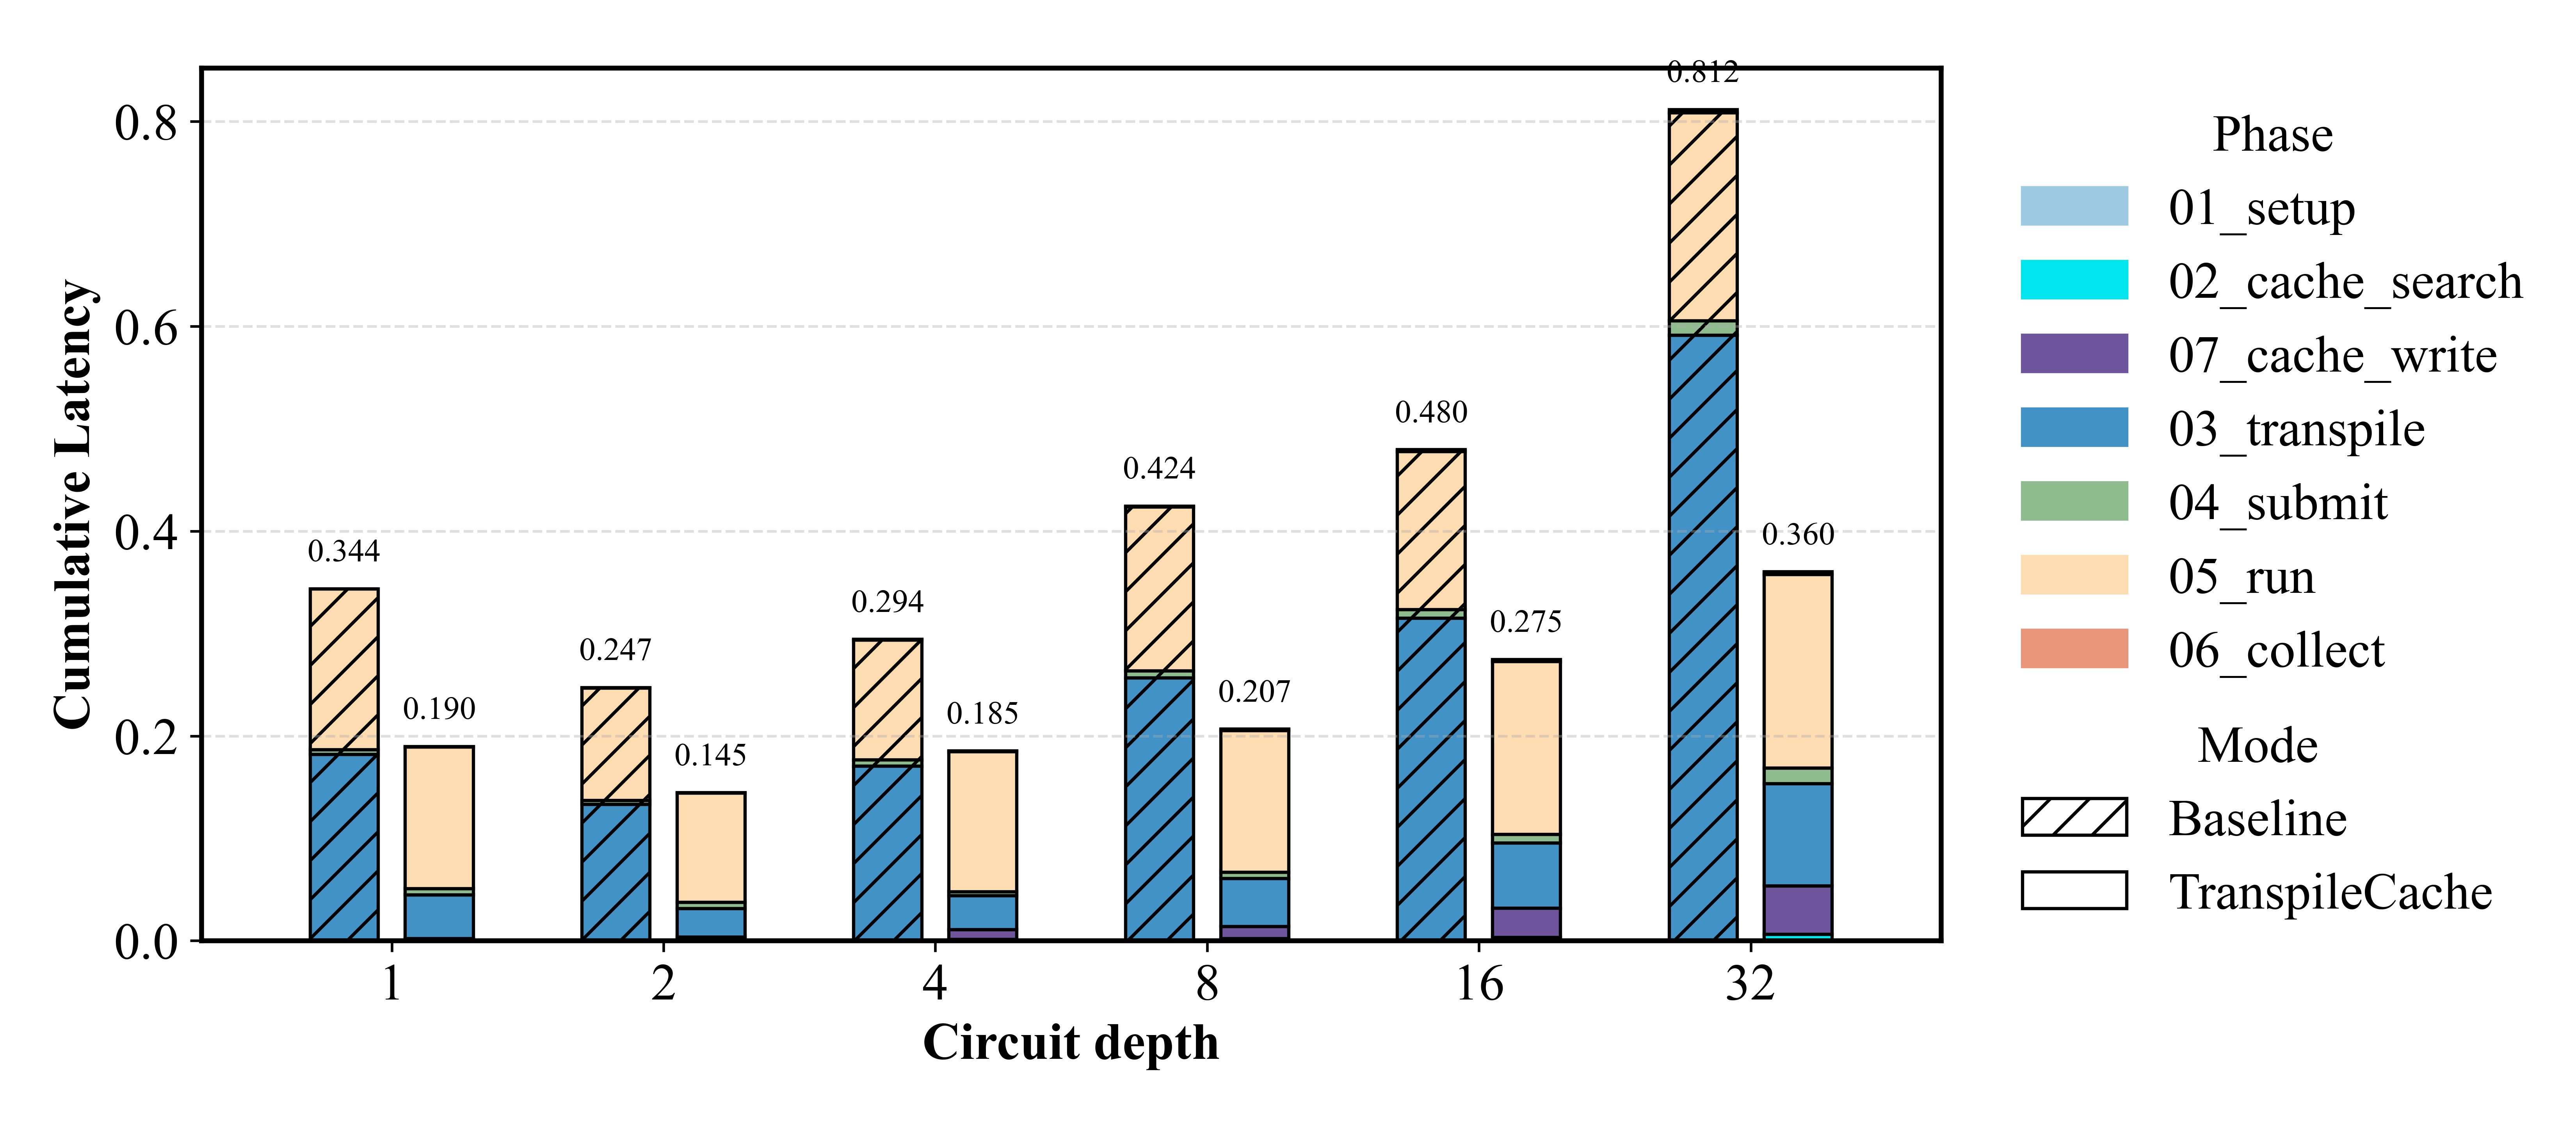 0.812
0.8
0.6
0.480
0.424
0.4
0.360
0.344
0.294
0.275
0.247
0.207
0.190
0.185
0.2
0.145
0.0
Cumulative Latency
1 2 4 8 16 32
Circuit depth
Phase
01_setup
02_cache_search
07_cache_write
03_transpile
04_submit
05_run
06_collect
Mode
Baseline
TranspileCache